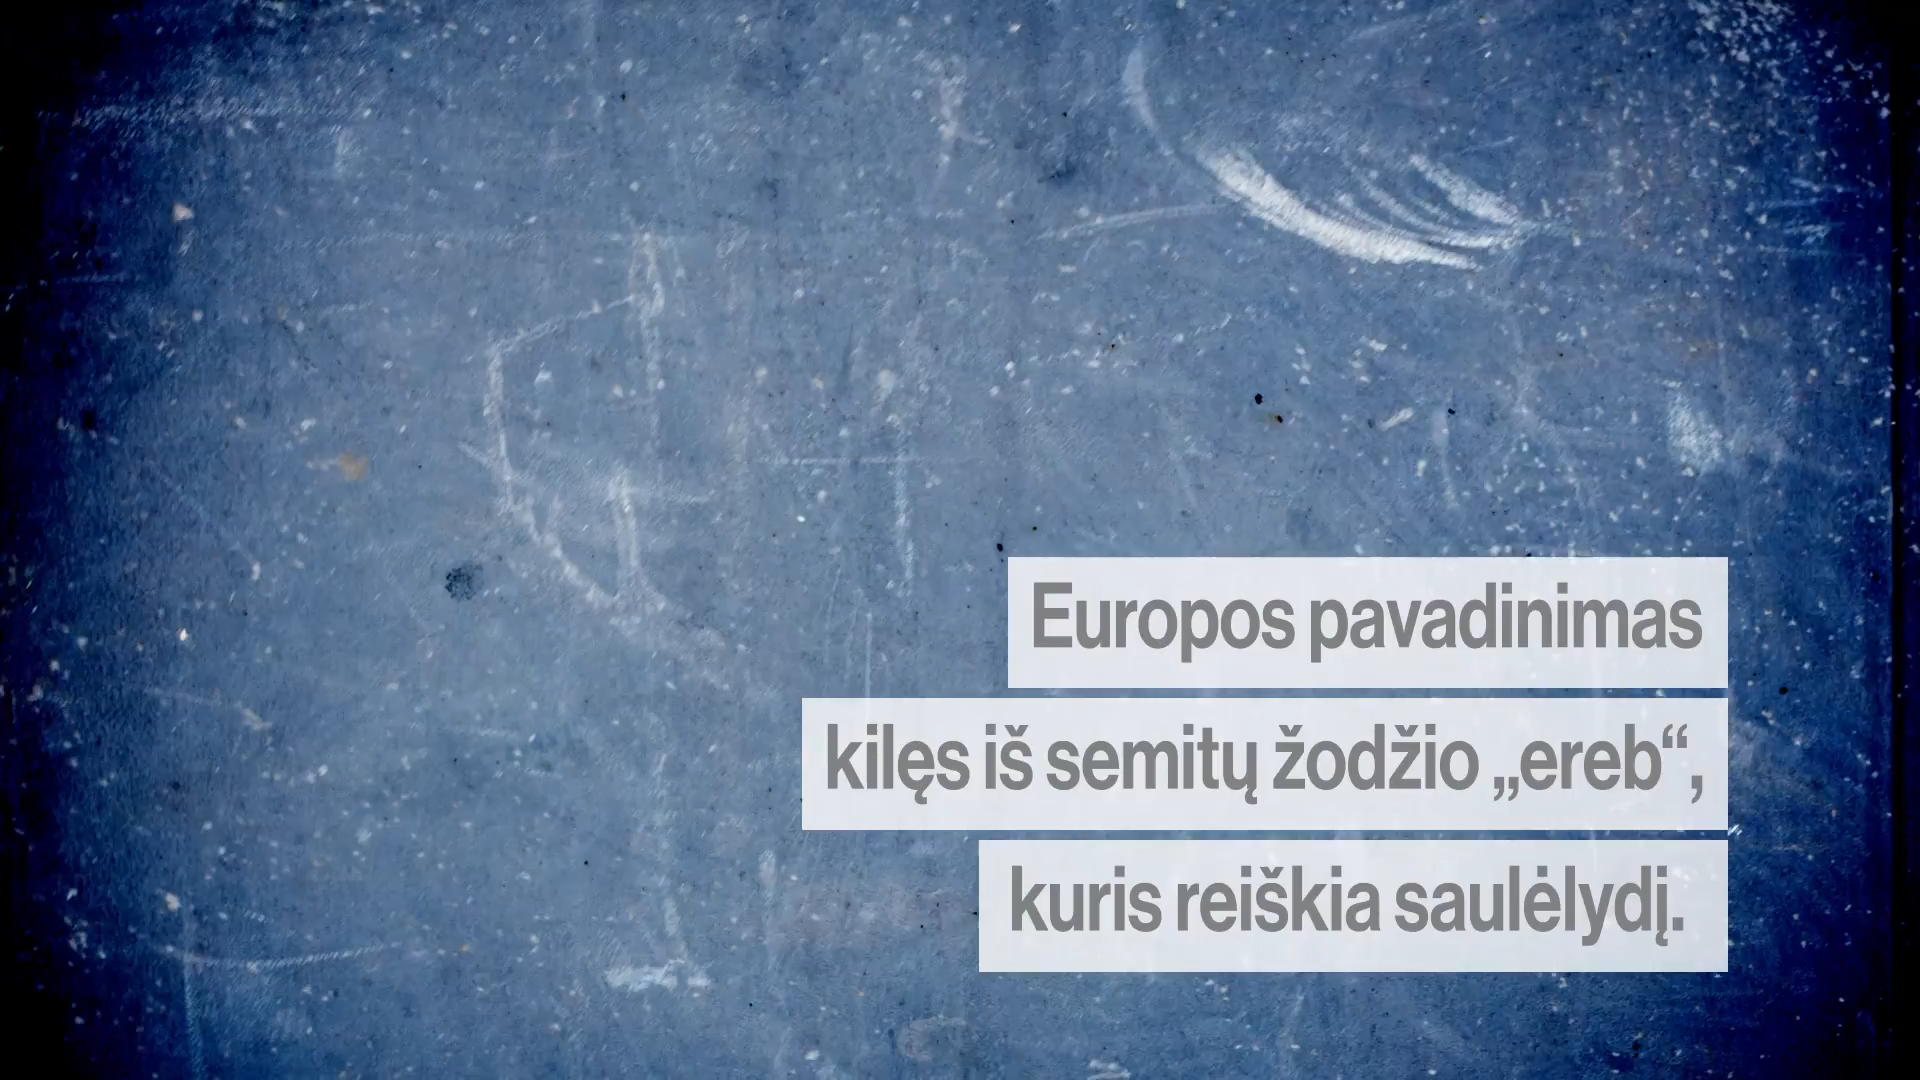 Europos pavadinimas
kilęs iš semitų žodžio „ereb“,
kuris reiškia saulėlydį.